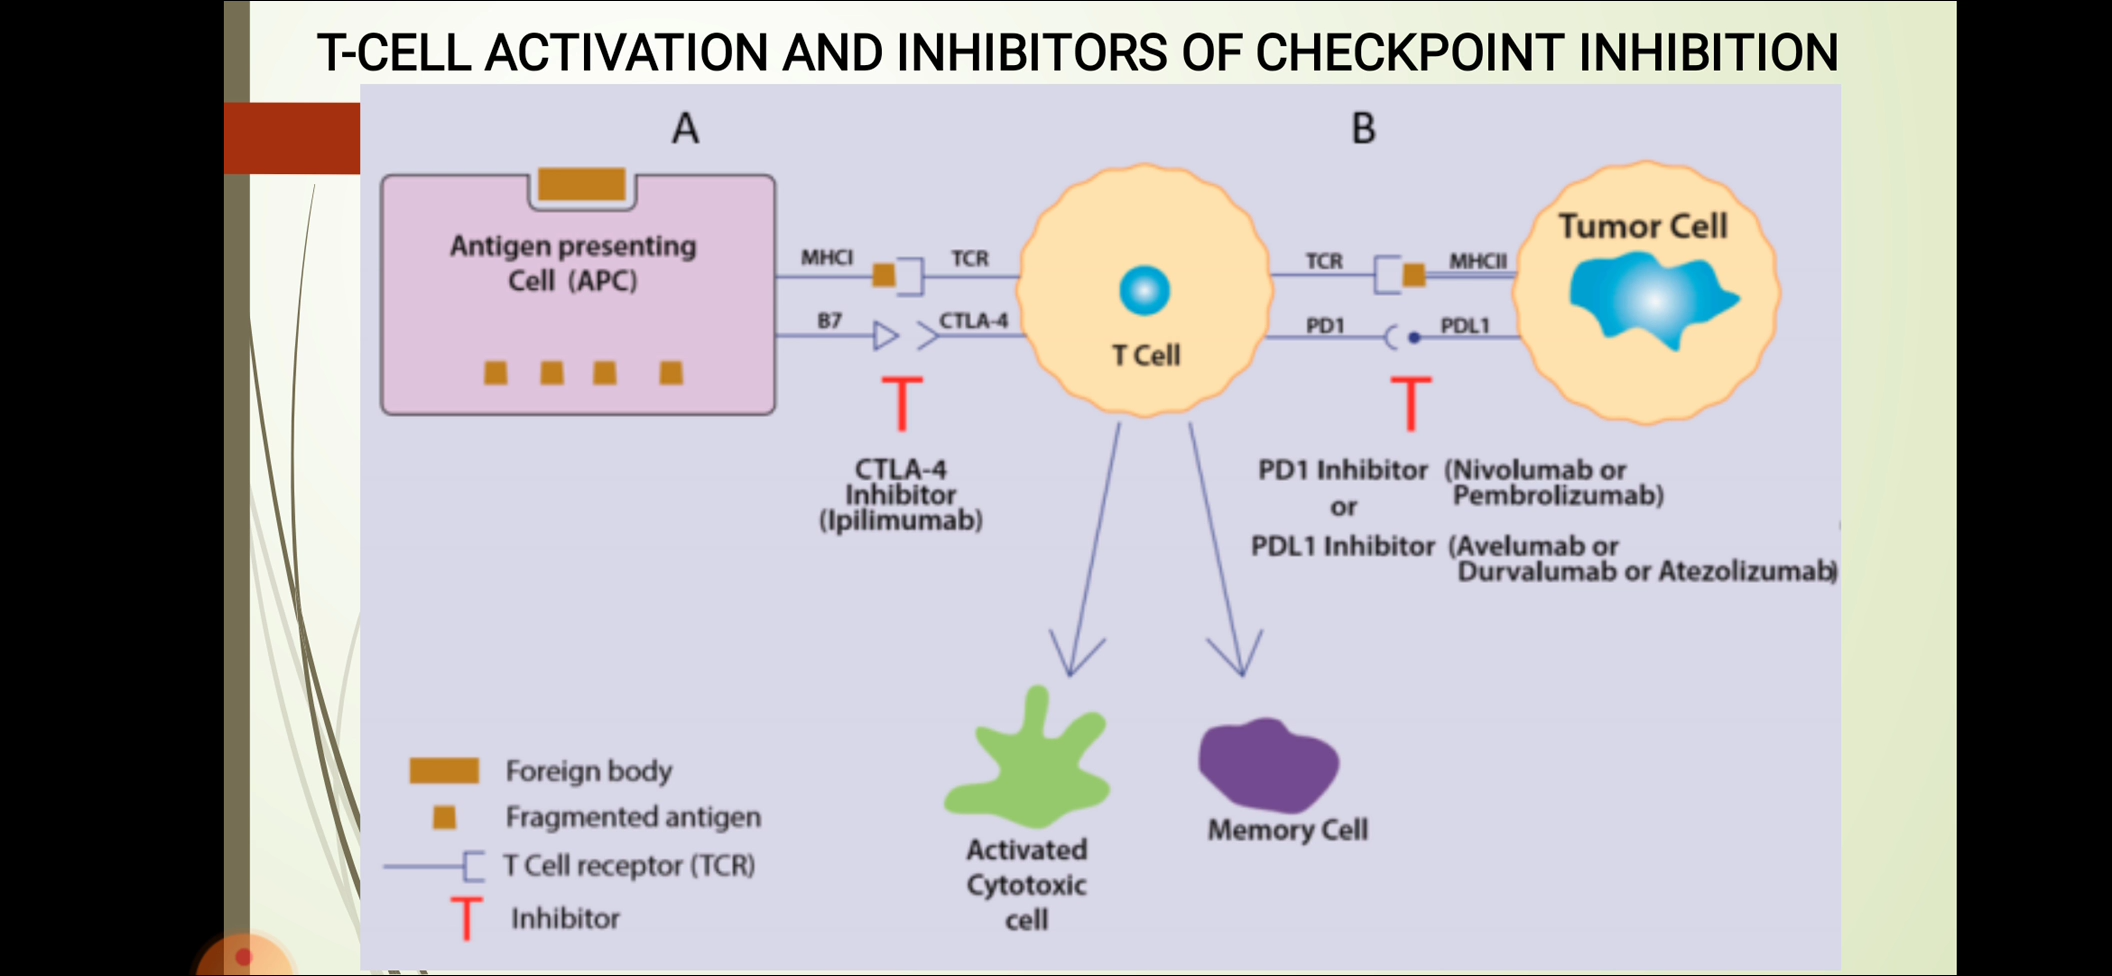 T-CELL ACTIVATION AND INHIBITORS OF CHECKPOINT INHIBITION
A
B
Antigen presenting
Cell (APC)
MHCI
TCR
B7
CTLA-4
T Cell
TCR
MHCII
PD1
PDL1
Tumor Cell
CTLA-4
Inhibitor
(Ipilimumab)
PD1 Inhibitor (Nivolumab or
Pembrolizumab)
or
PDL1 Inhibitor (Avelumab or
Durvalumab or Atezolizumab)
Foreign body
Fragmented antigen
T Cell receptor (TCR)
Inhibitor
Activated
Cytotoxic
cell
Memory Cell